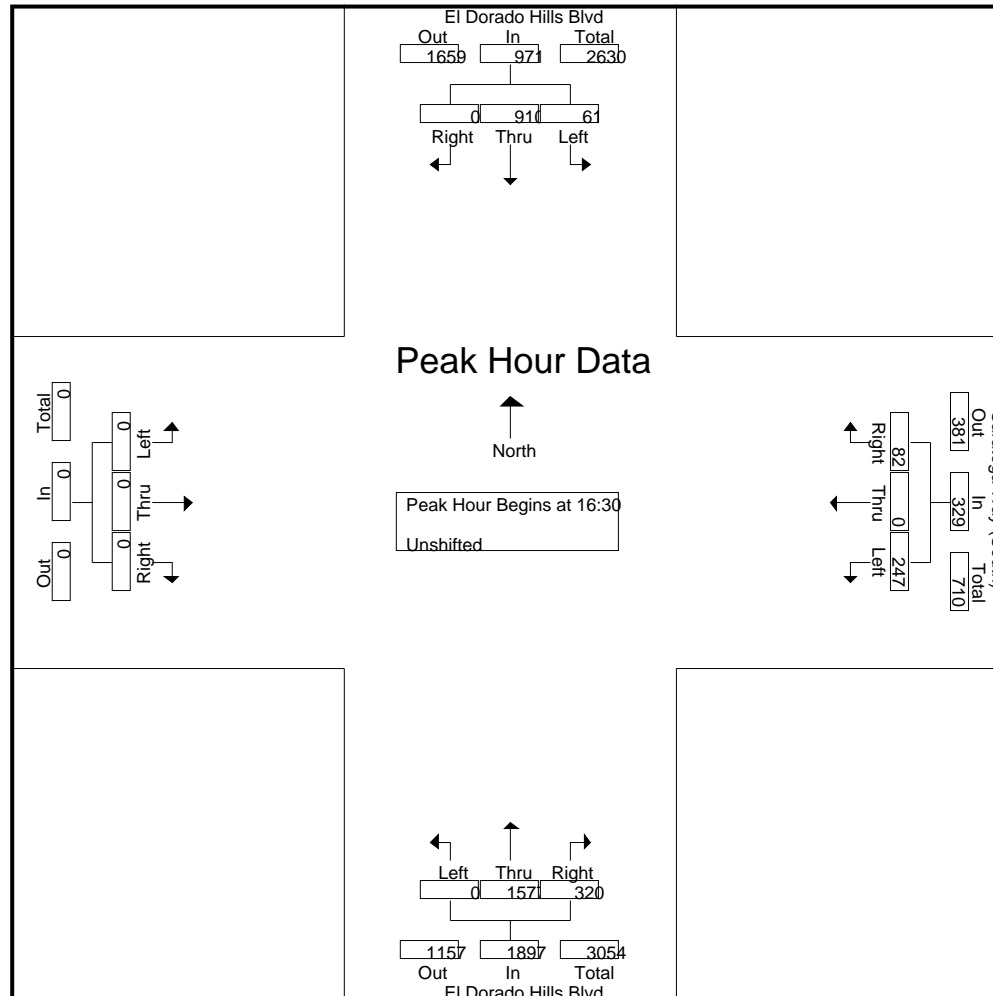 El Dorado Hills Blvd
Out In Total
1659 971 2630
0 910 61
Right Thru Left
Peak Hour Data
North
Peak Hour Begins at 16:30
Unshifted
Total In Out
0 0 0
0 0 0
Left Thru Right
Right Thru Left
82 0 247
381 329 710
Out In Total
Left Thru Right
0 1577 320
1157 1897 3054
Out In Total
El Dorado Hills Blvd